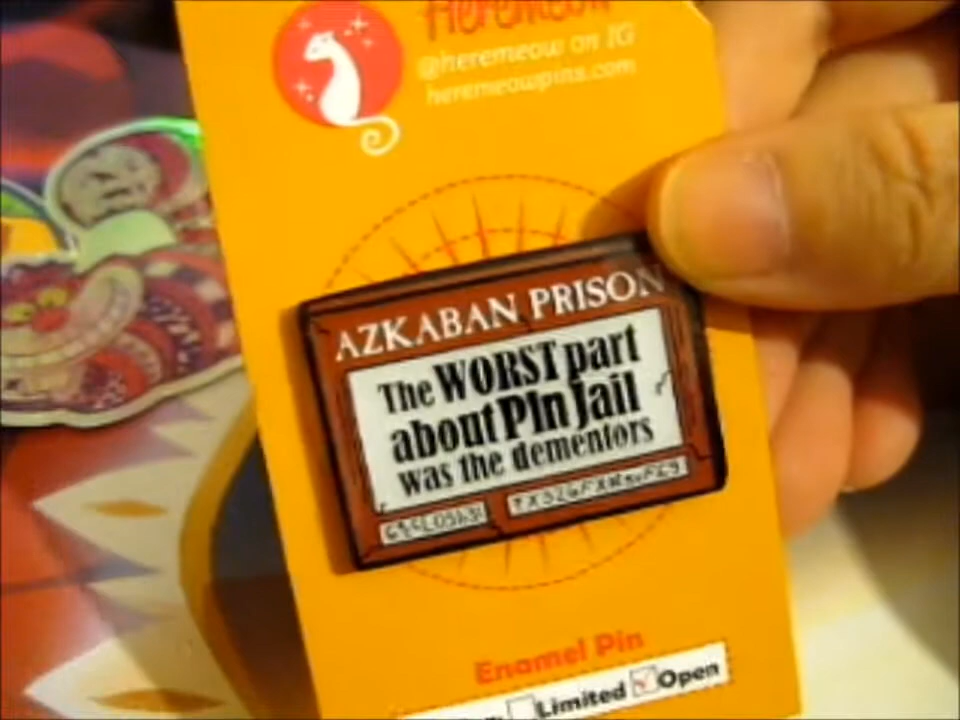 Heremeow
@heremeow on IG
heremeowpins.com
AZKABAN PRISON
The WORST part
about PIn Jail
was the dementors
Enamel Pin
Limited Open